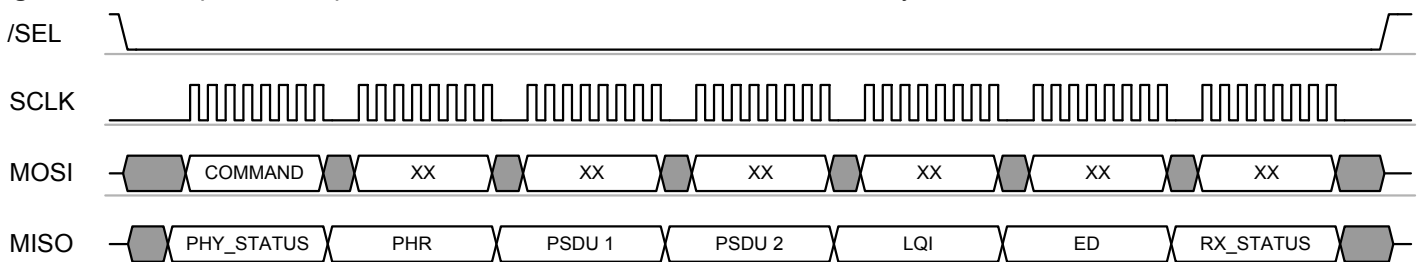 /SEL
SCLK
MOSI COMMAND XX XX XX XX XX XX
MISO PHY_STATUS PHR PSDU 1 PSDU 2 LQI ED RX_STATUS